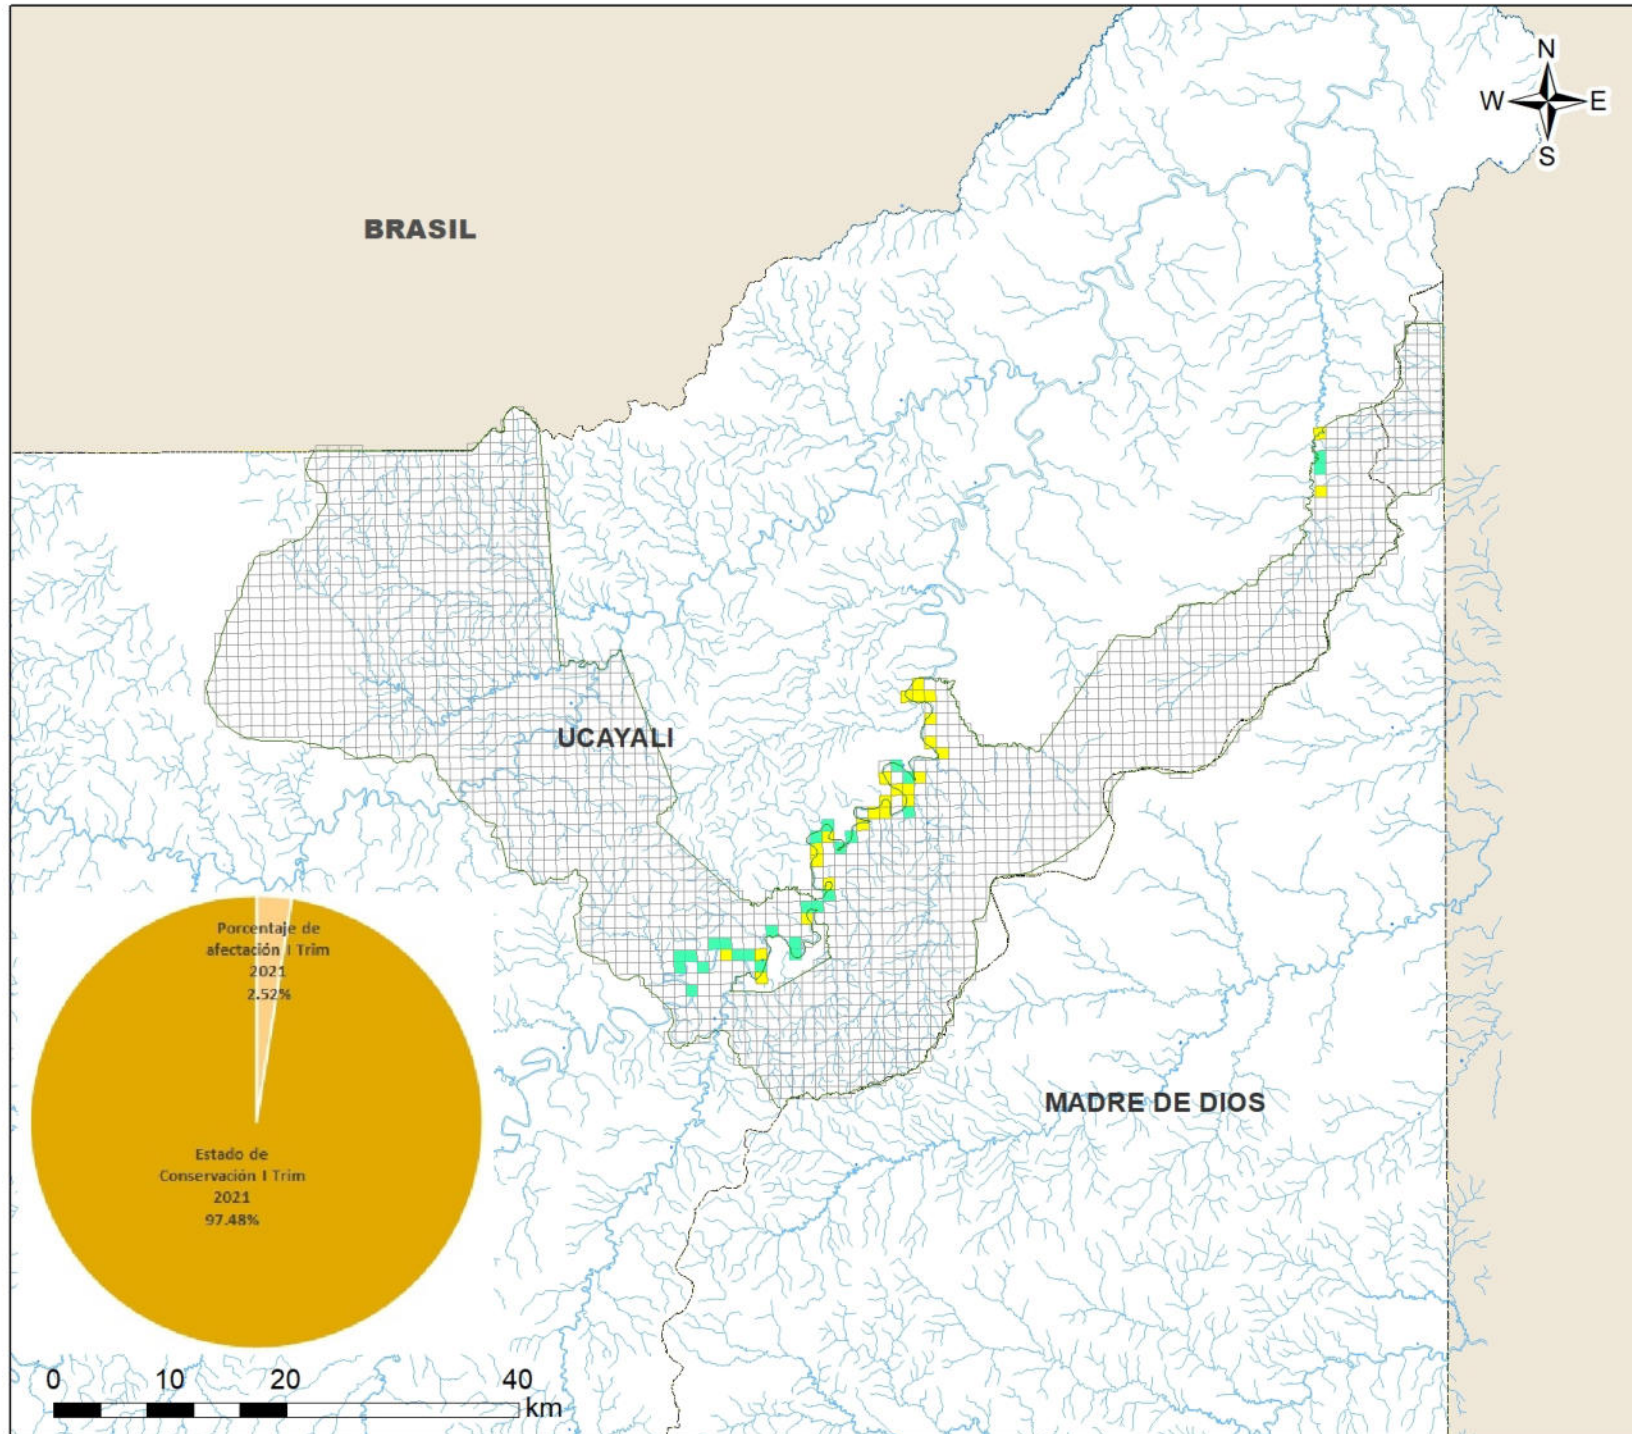 N
W E
S
BRASIL
UCAYALI
MADRE DE DIOS
Porcentaje de
afectación I Trim
2021
2.52%
Estado de
Conservación I Trim
2021
97.48%
0 10 20 40
km